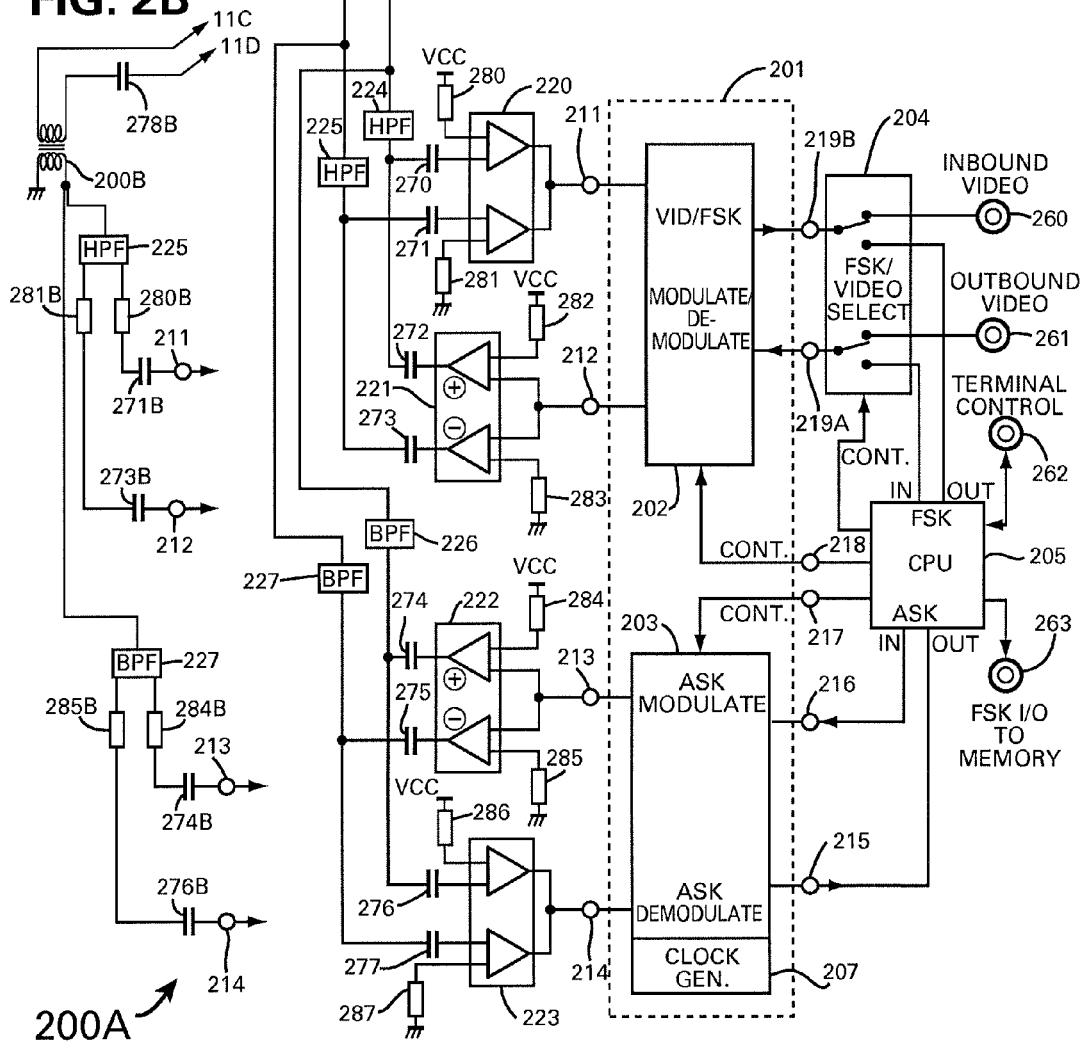 FIG. 2B
11C
11D
278B
200B
HPF
225
281B
280B
211
271B
273B
212
BPF
227
285B
284B
213
274B
276B
214
200A
224
HPF
225
HPF
VCC
280
220
211
270
271
281
VCC
282
272
221
+
−
273
212
283
BPF
226
227
BPF
VCC
274
222
284
275
+
−
213
285
VCC
286
276
277
287
223
214
201
VID/FSK
MODULATE/
DE-
MODULATE
202
219B
204
FSK/
VIDEO
SELECT
219A
INBOUND
VIDEO
260
OUTBOUND
VIDEO
261
TERMINAL
CONTROL
262
CONT.
IN
OUT
FSK
CPU
ASK
205
CONT.
218
CONT.
217
IN
OUT
263
FSK I/O
TO
MEMORY
203
ASK
MODULATE
216
215
ASK
DEMODULATE
CLOCK
GEN.
207